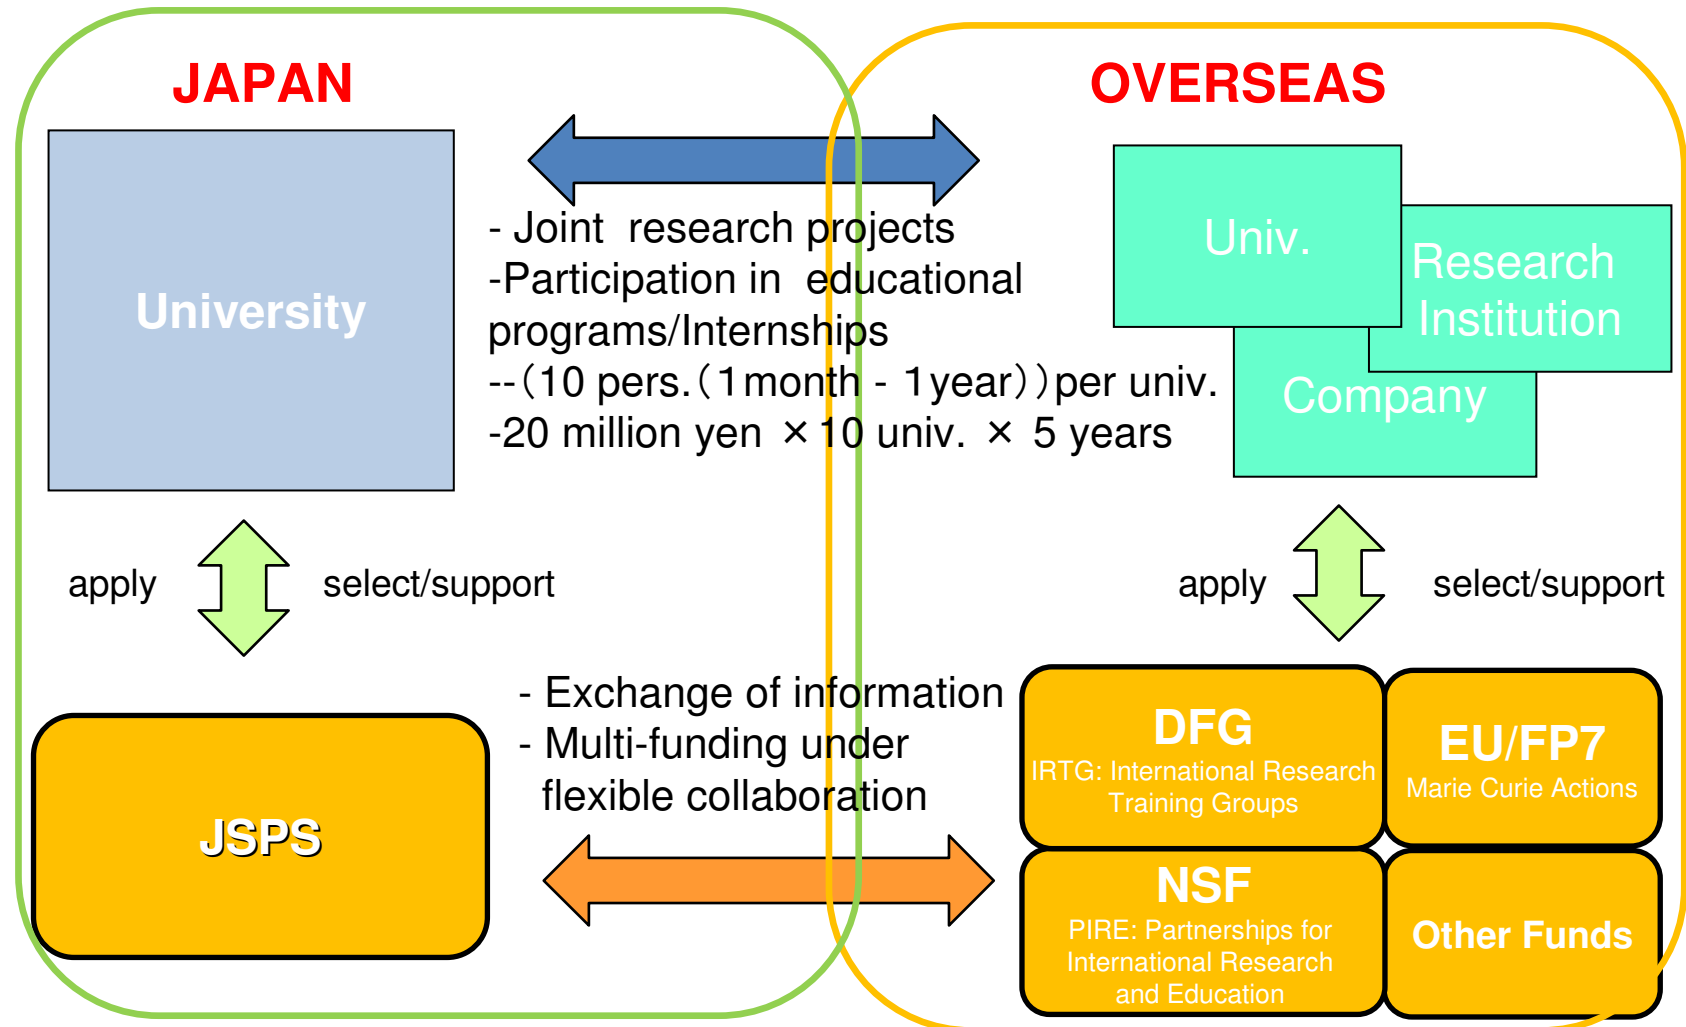 JAPAN
OVERSEAS
University
- Joint  research projects
-Participation in  educational
programs/Internships
--（10 pers.（１month - １year））per univ.
-20 million yen ×10 univ. × 5 years
Univ.
Research
Institution
Company
apply
select/support
apply
select/support
- Exchange of information
- Multi-funding under
flexible collaboration
JSPS
DFG
IRTG: International Research
Training Groups
EU/FP7
Marie Curie Actions
NSF
PIRE: Partnerships for
International Research
and Education
Other Funds